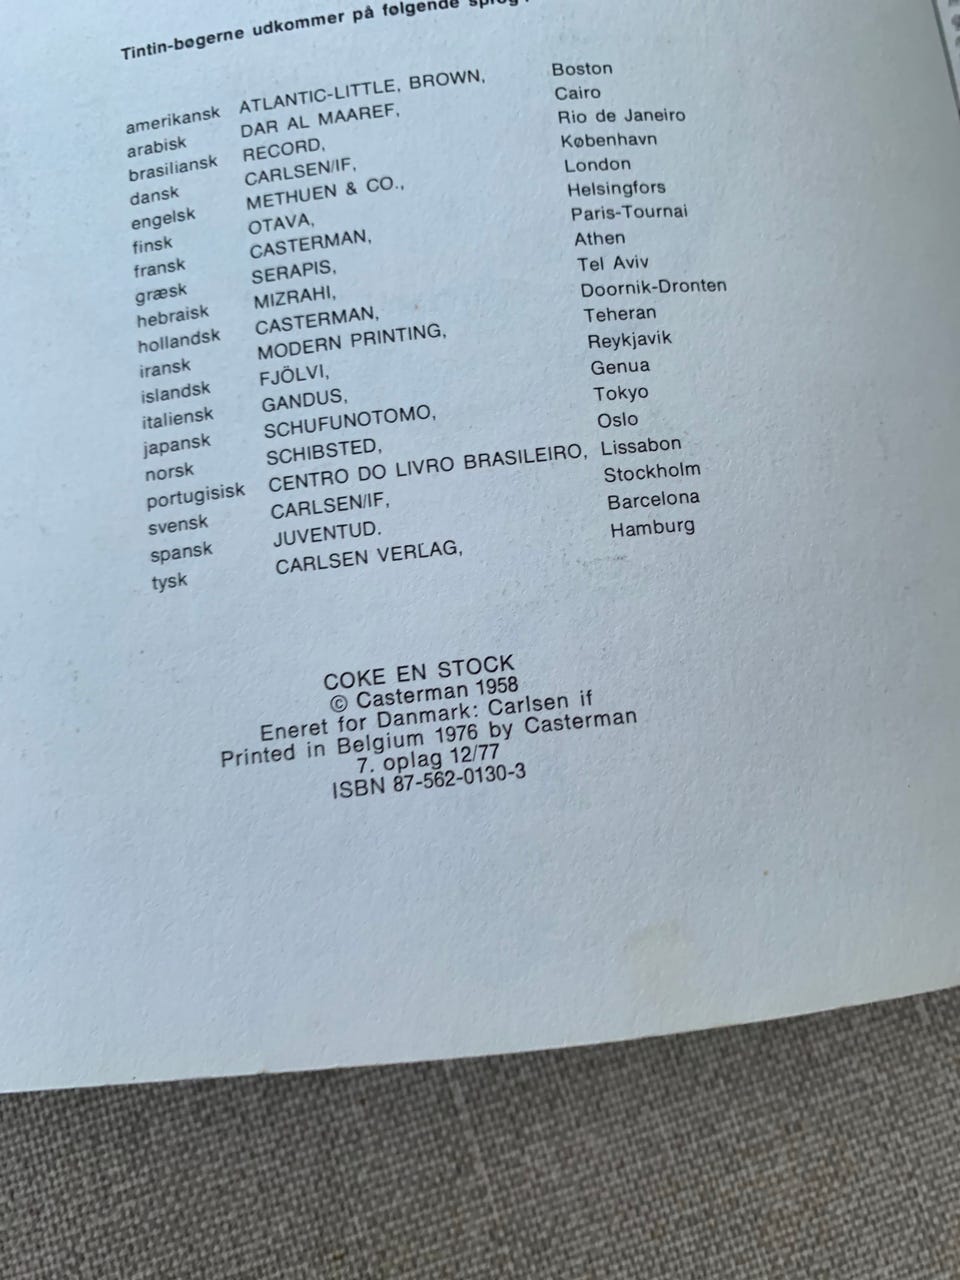 Tintin-bøgerne udkommer på følgende sprog:
amerikansk ATLANTIC-LITTLE, BROWN, Boston
arabisk DAR AL MAAREF, Cairo
brasiliansk RECORD, Rio de Janeiro
dansk CARLSEN/IF, København
engelsk METHUEN & CO., London
finsk OTAVA, Helsingfors
fransk CASTERMAN, Paris-Tournai
græsk SERAPIS, Athen
hebraisk MIZRAHI, Tel Aviv
hollandsk CASTERMAN, Doornik-Dronten
iransk MODERN PRINTING, Teheran
islandsk FJÖLVI, Reykjavik
italiensk GANDUS, Genua
japansk SCHUFUNOTOMO, Tokyo
norsk SCHIBSTED, Oslo
portugisisk CENTRO DO LIVRO BRASILEIRO, Lissabon
svensk CARLSEN/IF, Stockholm
spansk JUVENTUD. Barcelona
tysk CARLSEN VERLAG, Hamburg
COKE EN STOCK
© Casterman 1958
Eneret for Danmark: Carlsen if
Printed in Belgium 1976 by Casterman
7. oplag 12/77
ISBN 87-562-0130-3